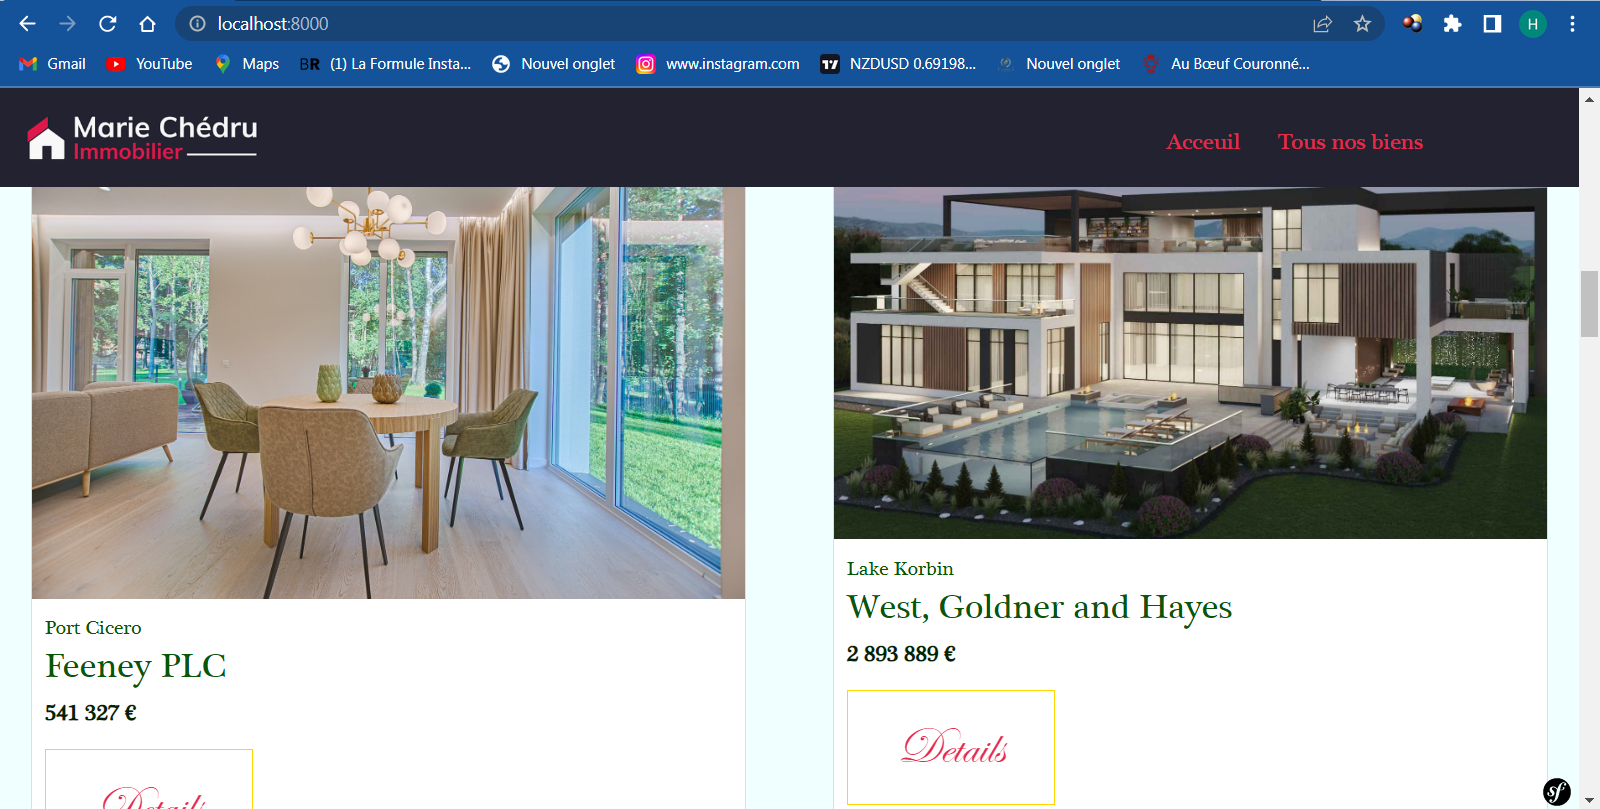 localhost:8000
H
Gmail
YouTube
Maps
BR (1) La Formule Insta...
Nouvel onglet
www.instagram.com
NZDUSD 0.69198...
Nouvel onglet
Au Bœuf Couronné...
Marie Chédru
Immobilier
Acceuil
Tous nos biens
Port Cicero
Feeney PLC
541 327 €
Details
Lake Korbin
West, Goldner and Hayes
2 893 889 €
Details
sf